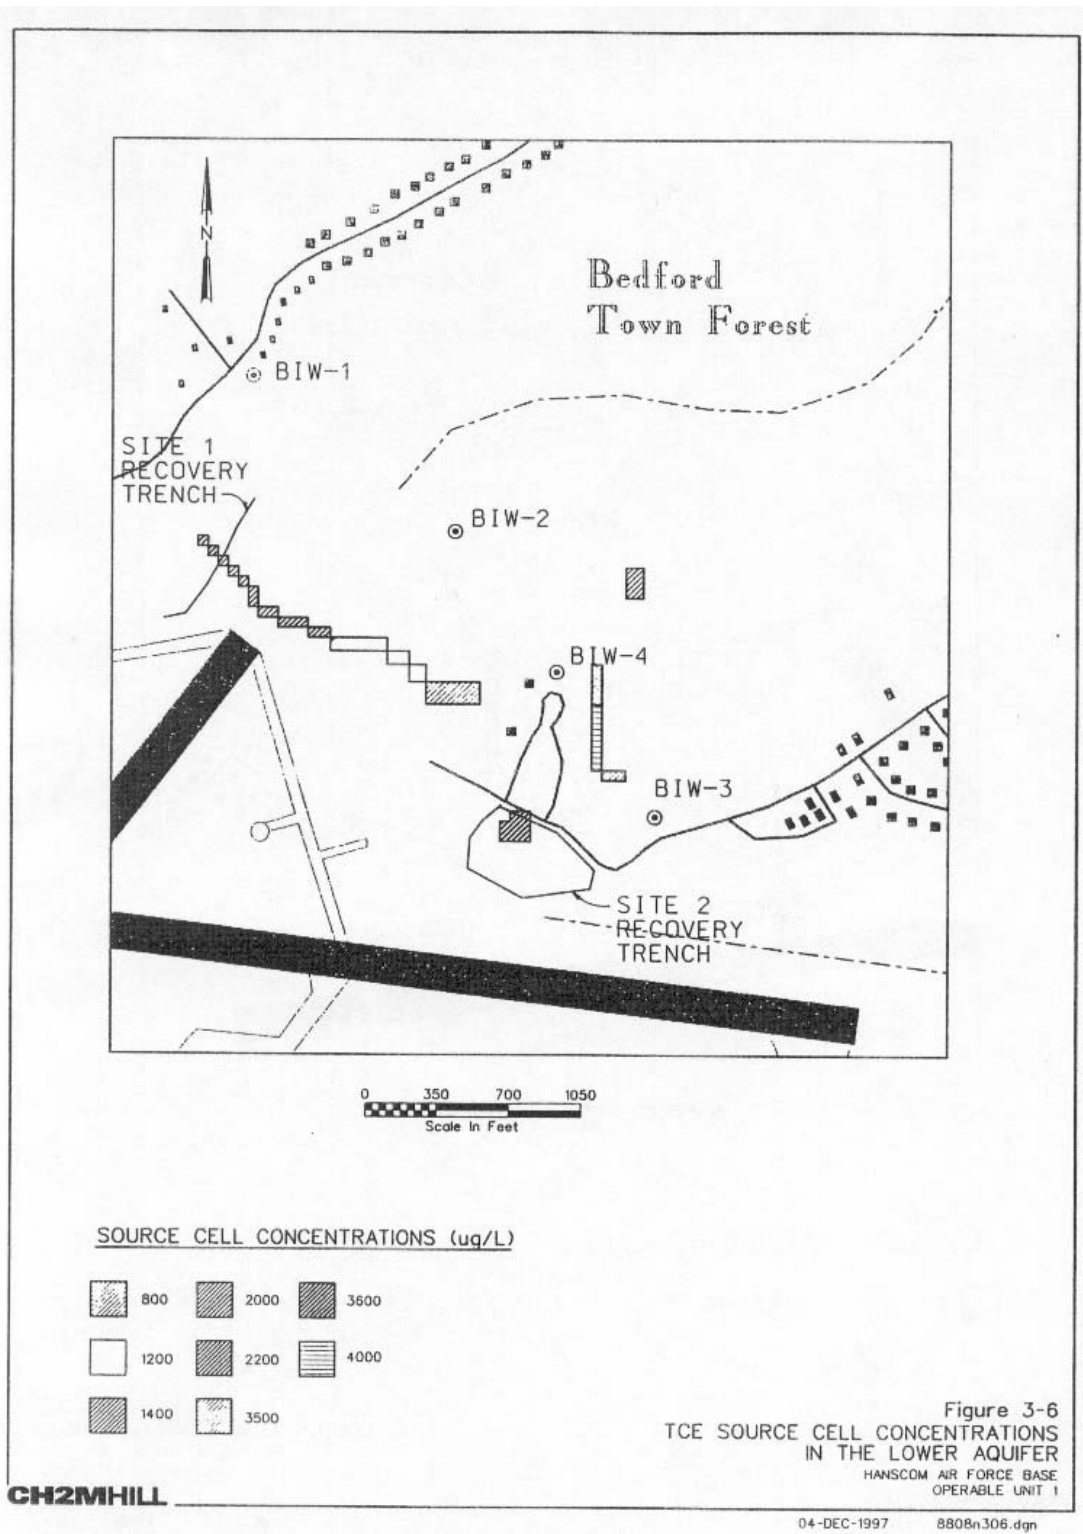 N
Bedford
Town Forest
BIW-1
SITE 1
RECOVERY
TRENCH
BIW-2
BIW-4
BIW-3
SITE 2
RECOVERY
TRENCH
0 350 700 1050
Scale In Feet
SOURCE CELL CONCENTRATIONS (ug/L)
800 2000 3600
1200 2200 4000
1400 3500
Figure 3-6
TCE SOURCE CELL CONCENTRATIONS
IN THE LOWER AQUIFER
HANSCOM AIR FORCE BASE
OPERABLE UNIT 1
CH2MHILL
04-DEC-1997 8808n306.dgn